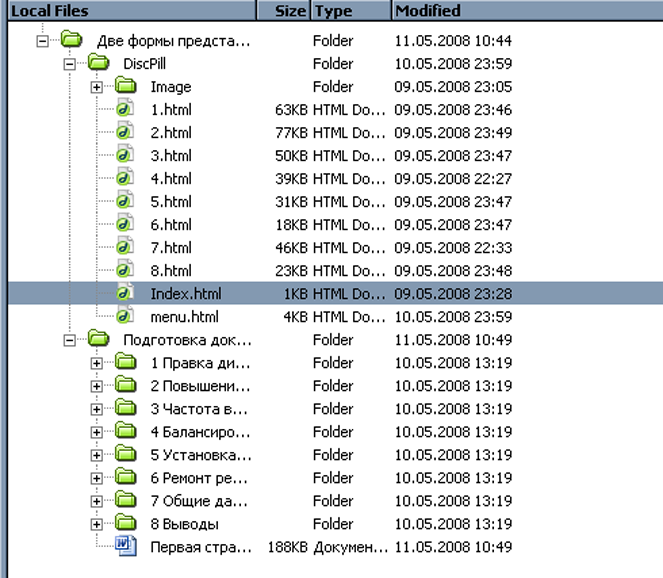 Local Files Size Type Modified
Две формы предста... Folder 11.05.2008 10:44
DiscPill Folder 10.05.2008 23:59
Image Folder 09.05.2008 23:05
1.html 63KB HTML Do... 09.05.2008 23:46
2.html 77KB HTML Do... 09.05.2008 23:49
3.html 50KB HTML Do... 09.05.2008 23:47
4.html 39KB HTML Do... 09.05.2008 22:27
5.html 31KB HTML Do... 09.05.2008 23:47
6.html 18KB HTML Do... 09.05.2008 23:47
7.html 46KB HTML Do... 09.05.2008 22:33
8.html 23KB HTML Do... 09.05.2008 23:48
Index.html 1KB HTML Do... 09.05.2008 23:28
menu.html 4KB HTML Do... 10.05.2008 23:59
Подготовка док... Folder 11.05.2008 10:49
1 Правка ди... Folder 10.05.2008 13:19
2 Повышени... Folder 10.05.2008 13:19
3 Частота в... Folder 10.05.2008 13:19
4 Балансиро... Folder 10.05.2008 13:19
5 Установка... Folder 10.05.2008 13:19
6 Ремонт ре... Folder 10.05.2008 13:19
7 Общие да... Folder 10.05.2008 13:19
8 Выводы Folder 10.05.2008 13:19
Первая стра... 188KB Докумен... 11.05.2008 10:49